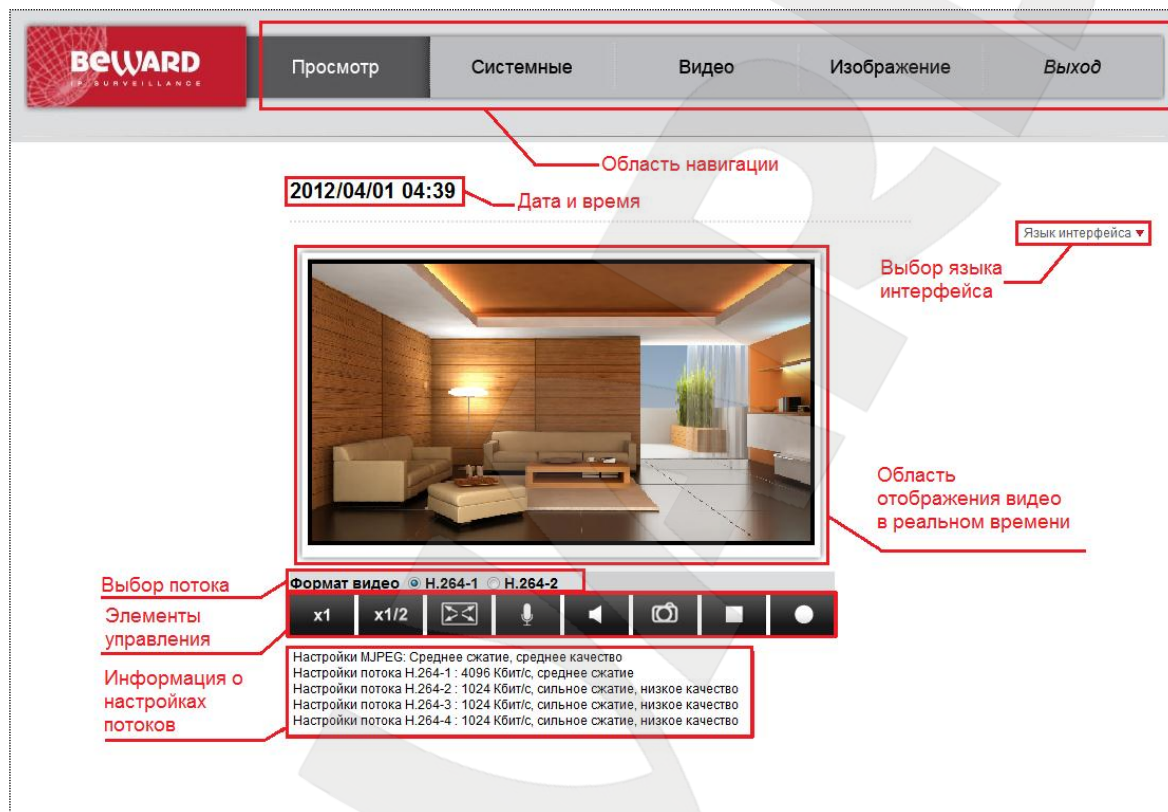 BEWARD
IP-SURVEILLANCE
Просмотр
Системные
Видео
Изображение
Выход
Область навигации
2012/04/01 04:39
Дата и время
Язык интерфейса
Выбор языка
интерфейса
Область
отображения видео
в реальном времени
Выбор потока
Формат видео H.264-1 H.264-2
Элементы
управления
x1
x1/2
Информация о
настройках
потоков
Настройки MJPEG: Среднее сжатие, среднее качество
Настройки потока H.264-1 : 4096 Кбит/с, среднее сжатие
Настройки потока H.264-2 : 1024 Кбит/с, сильное сжатие, низкое качество
Настройки потока H.264-3 : 1024 Кбит/с, сильное сжатие, низкое качество
Настройки потока H.264-4 : 1024 Кбит/с, сильное сжатие, низкое качество